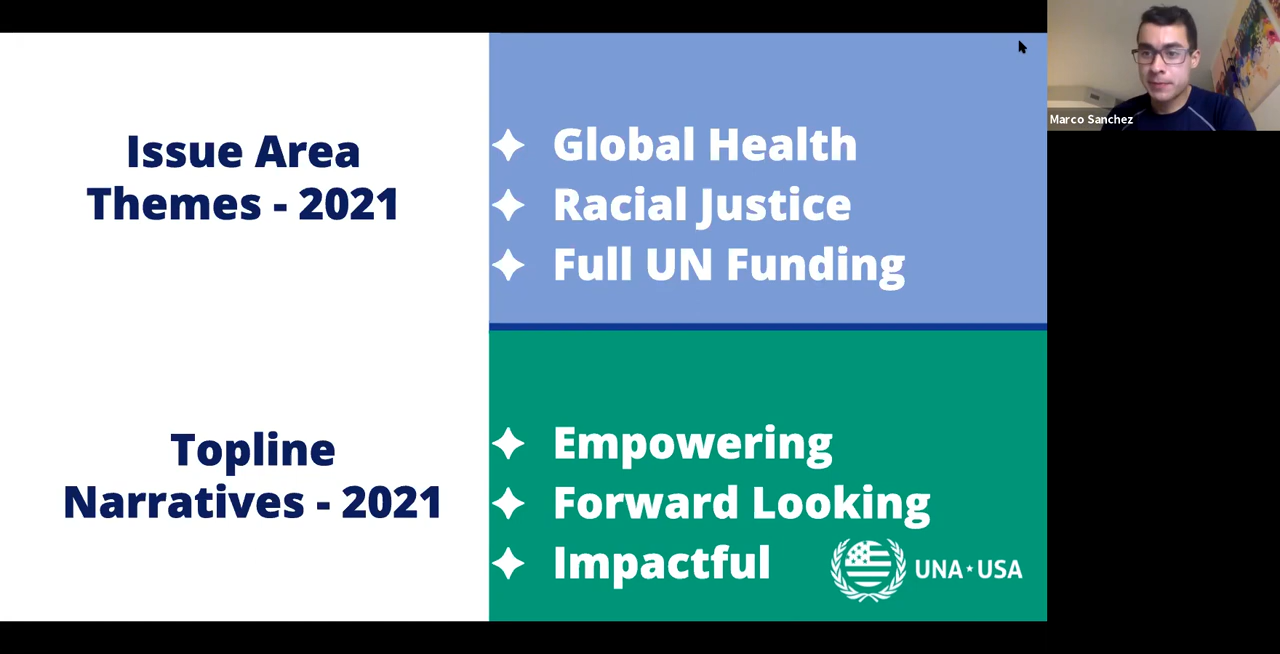 Issue Area
Themes - 2021
Global Health
Racial Justice
Full UN Funding
Topline
Narratives - 2021
Empowering
Forward Looking
Impactful
UNA★USA
Marco Sanchez